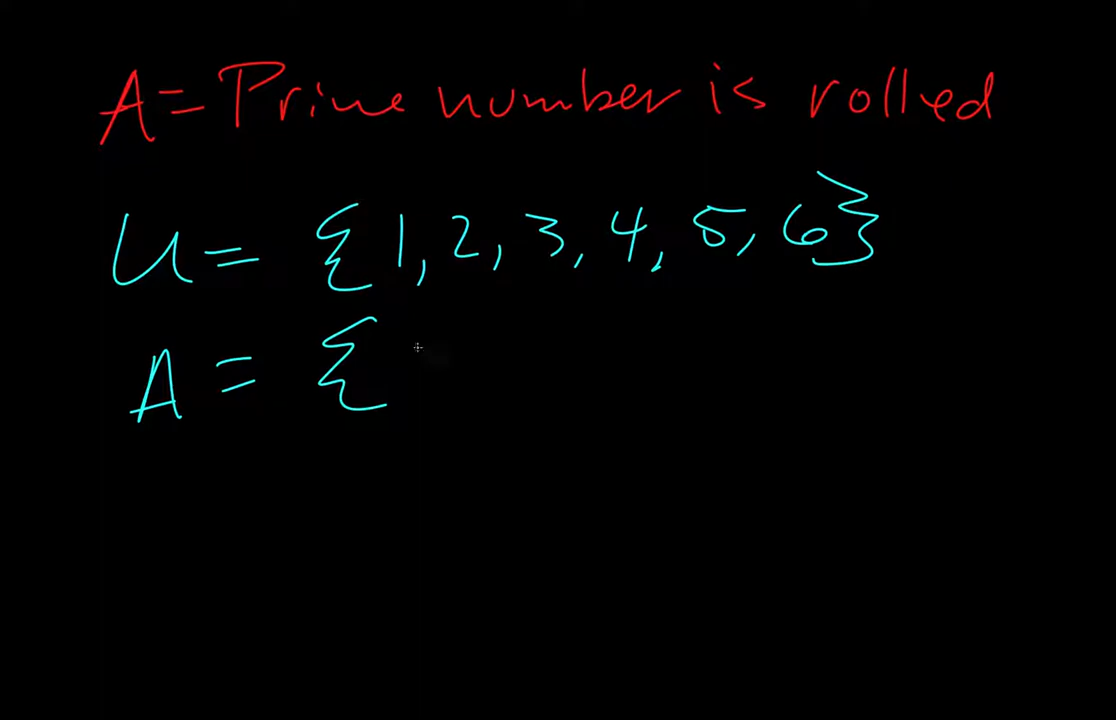 A = Prime number is rolled
U = {1, 2, 3, 4, 5, 6}
A = {